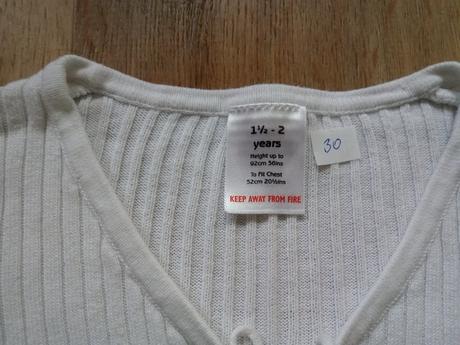 1½ - 2
years
Height up to
92cm 36ins
To Fit Chest
52cm 20½ins
KEEP AWAY FROM FIRE
30